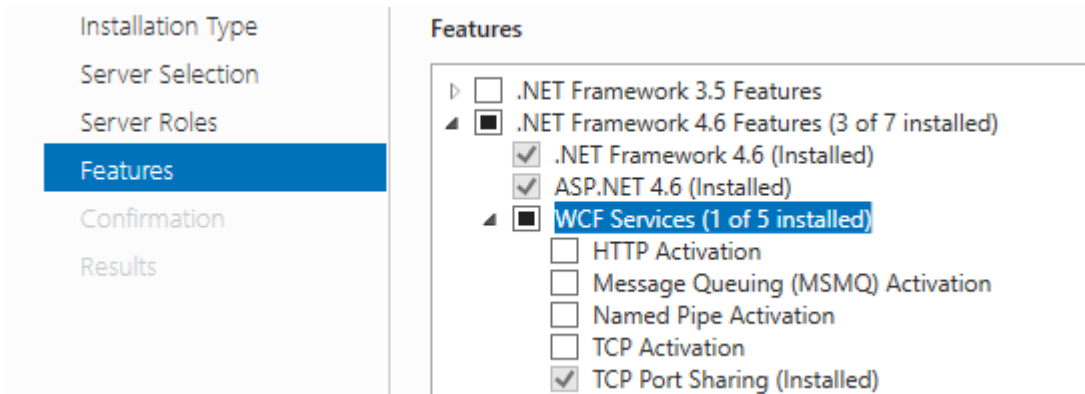 Installation Type
Server Selection
Server Roles
Features
Confirmation
Results
Features
.NET Framework 3.5 Features
.NET Framework 4.6 Features (3 of 7 installed)
.NET Framework 4.6 (Installed)
ASP.NET 4.6 (Installed)
WCF Services (1 of 5 installed)
HTTP Activation
Message Queuing (MSMQ) Activation
Named Pipe Activation
TCP Activation
TCP Port Sharing (Installed)